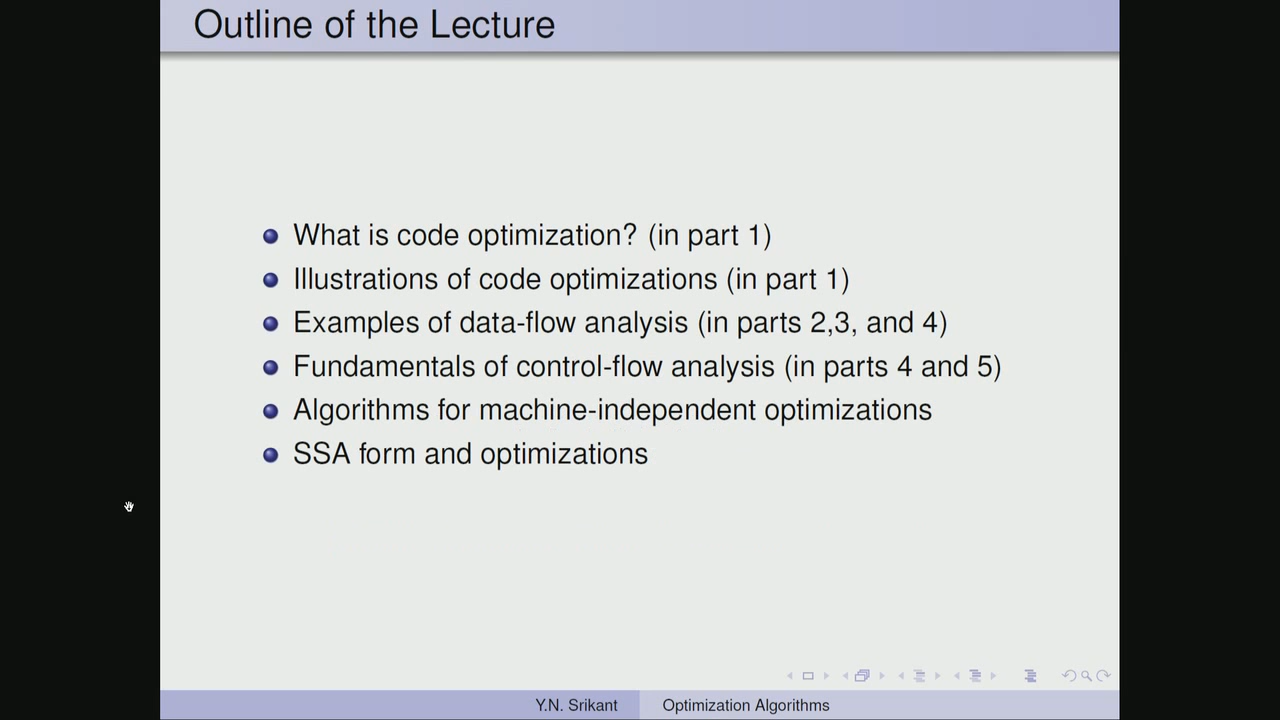 Outline of the Lecture
What is code optimization? (in part 1)
Illustrations of code optimizations (in part 1)
Examples of data-flow analysis (in parts 2,3, and 4)
Fundamentals of control-flow analysis (in parts 4 and 5)
Algorithms for machine-independent optimizations
SSA form and optimizations
Y.N. Srikant
Optimization Algorithms